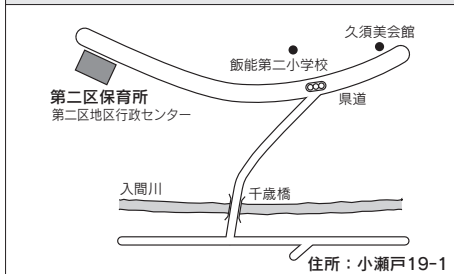 久須美会館
飯能第二小学校
県道
第二区保育所
第二区地区行政センター
入間川
千歳橋
住所：小瀬戸19-1